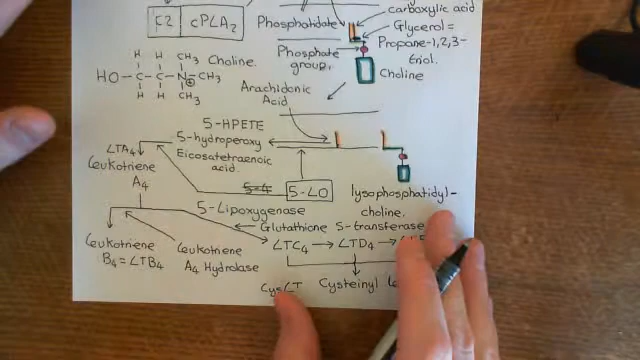 F2 cPLA2
Phosphatidate
carboxylic acid
Glycerol =
Propane-1,2,3-
triol.
Phosphate
group.
Choline
H H CH3 Choline.
HO-C-C-N-CH3
⊕
H H CH3
Arachidonic
Acid
5-HPETE
5-hydroperoxy
Eicosatetraenoic
acid.
LTA4
Leukotriene
A4
5-LO
5-Lipoxygenase
lysophosphatidyl-
choline.
Glutathione S-transferase
LTC4 → LTD4 →
Leukotriene
B4 = LTB4
Leukotriene
A4 Hydrolase
CysLT Cysteinyl